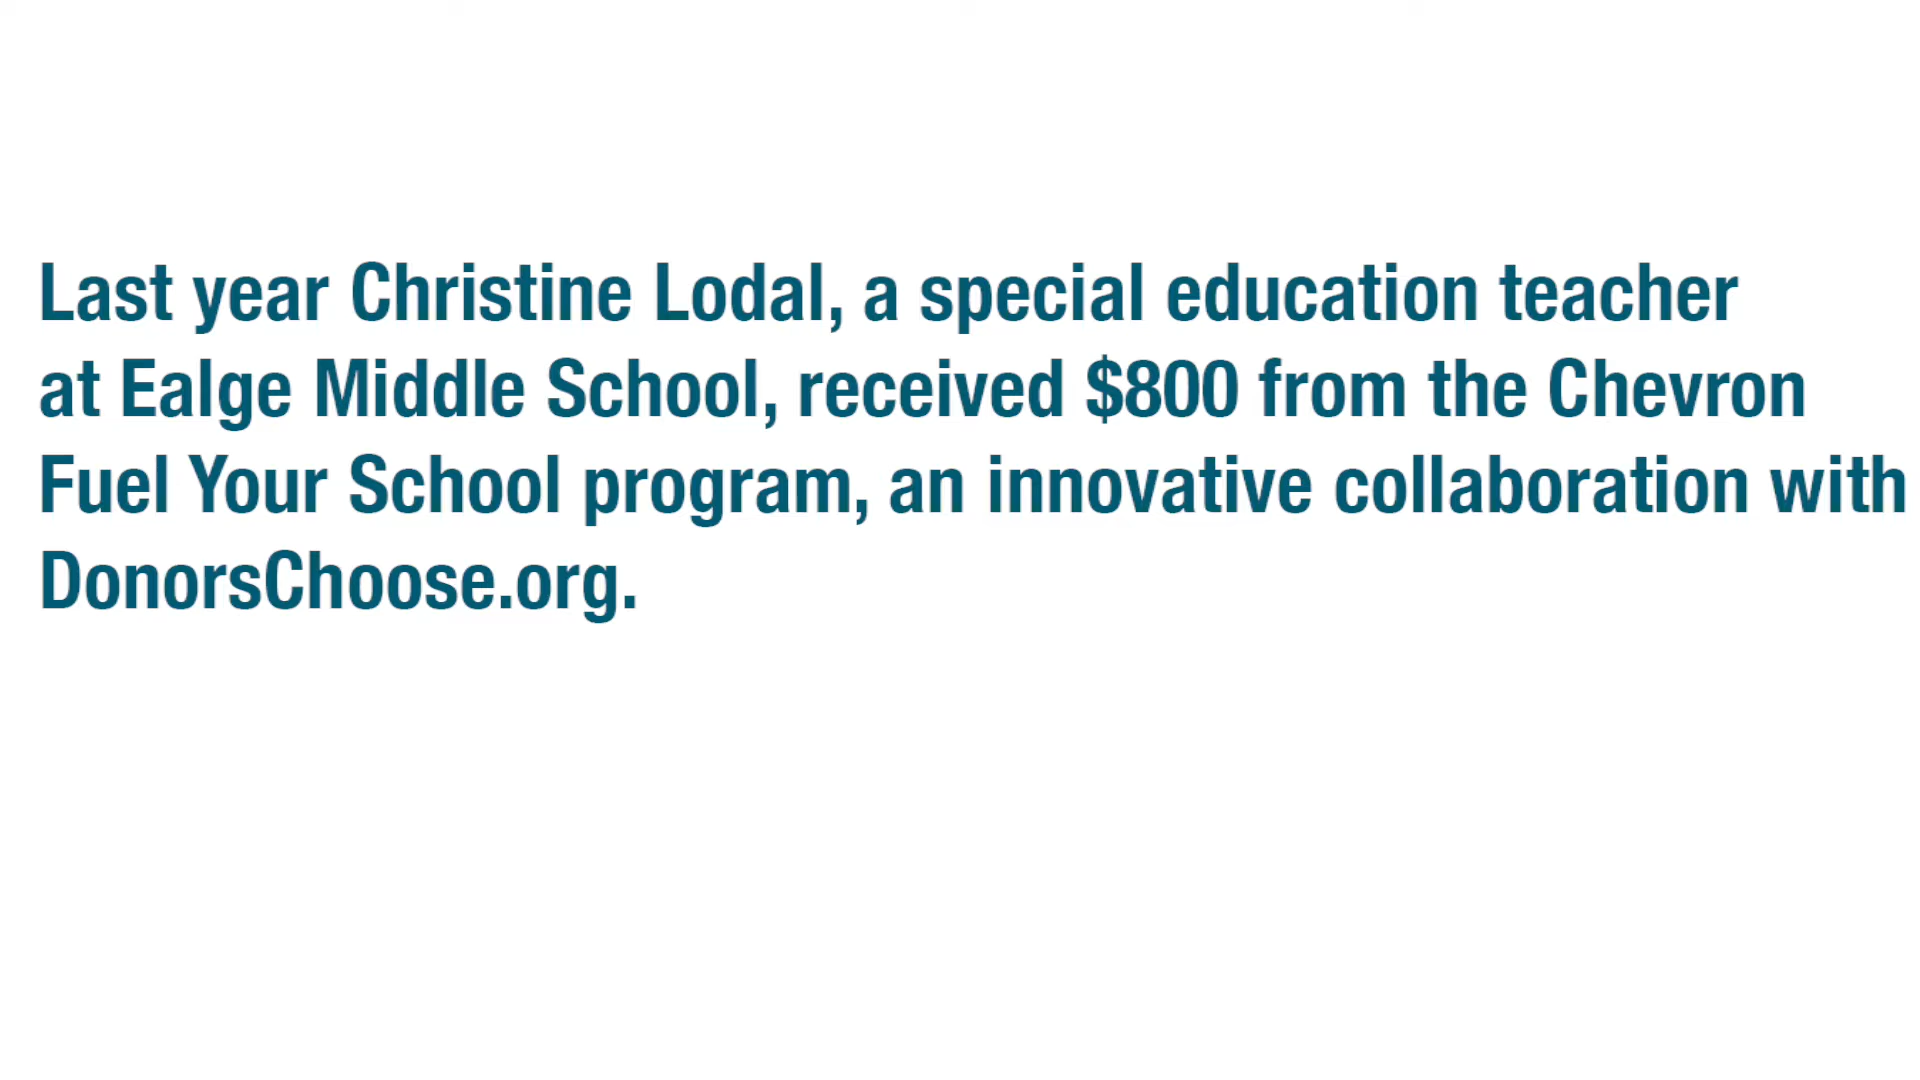 Last year Christine Lodal, a special education teacher
at Ealge Middle School, received $800 from the Chevron
Fuel Your School program, an innovative collaboration with
DonorsChoose.org.